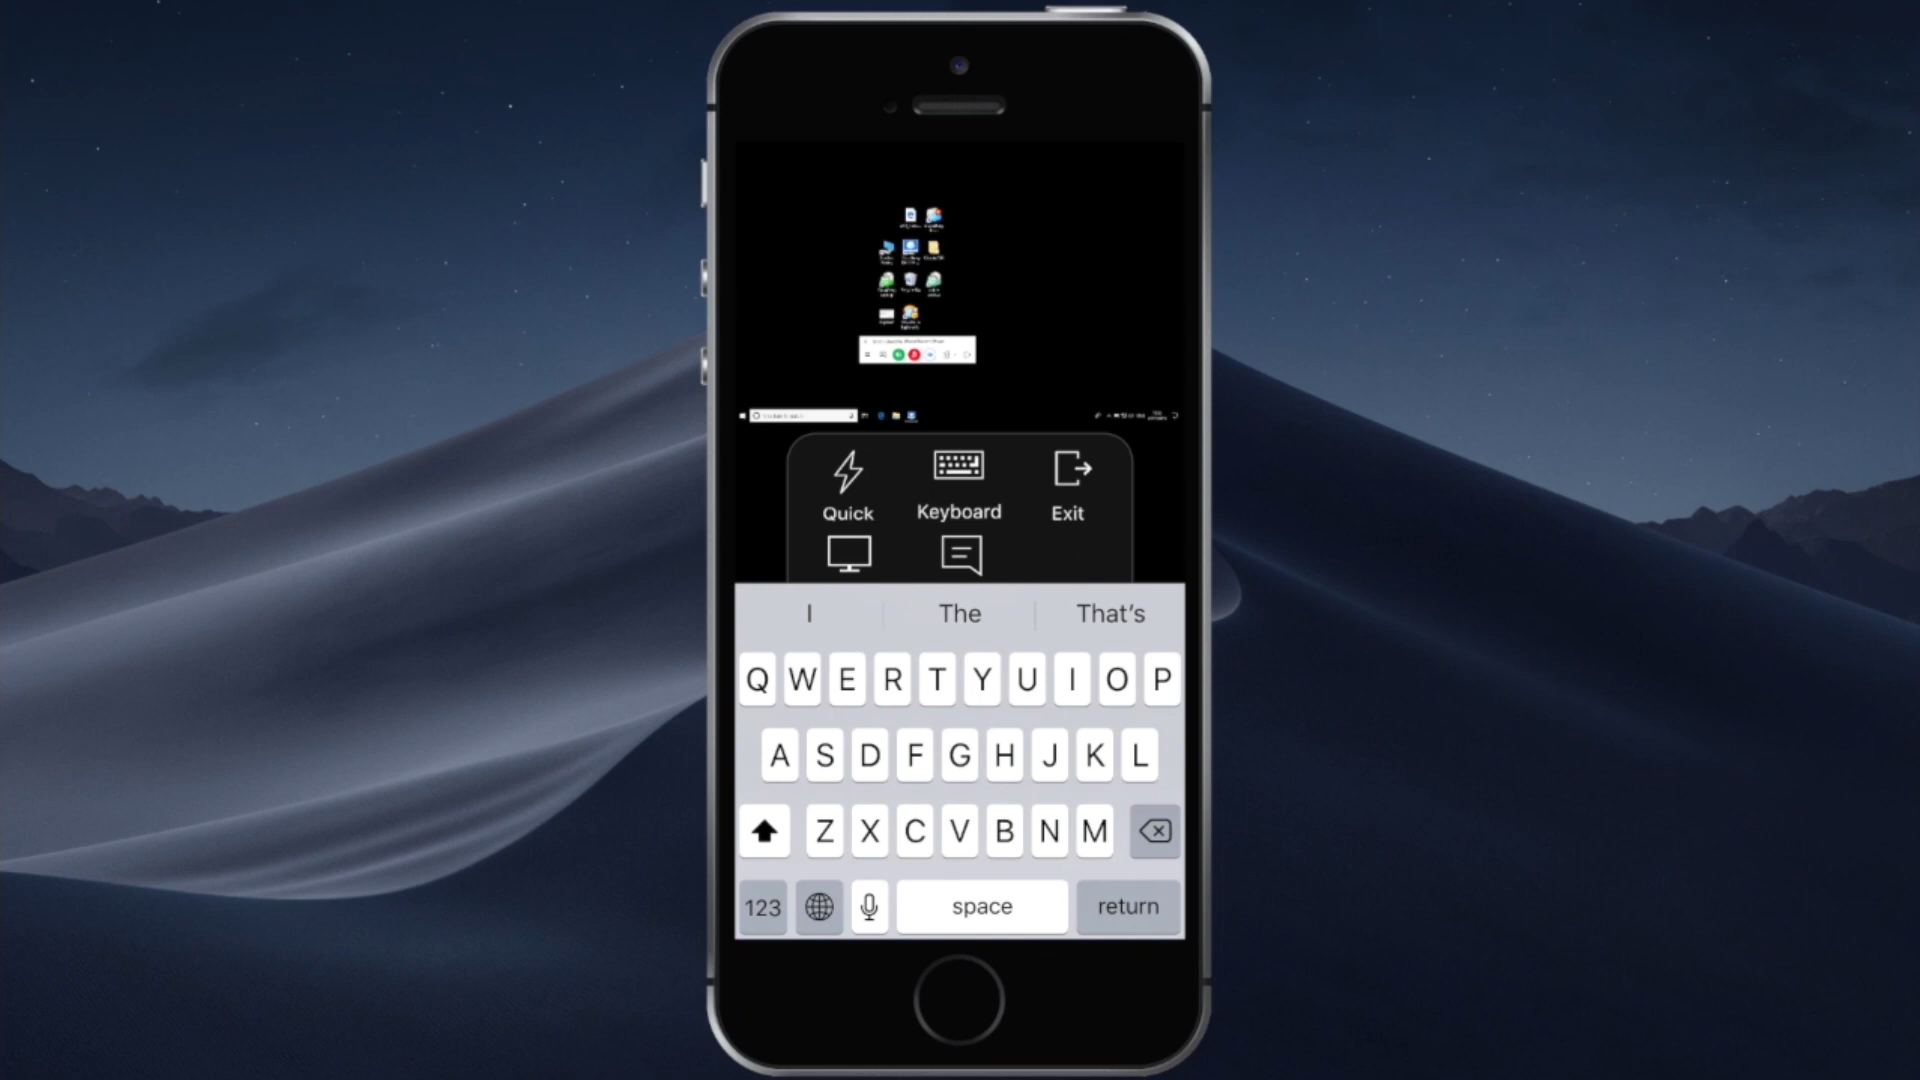 Quick Keyboard Exit
I The That's
Q W E R T Y U I O P
A S D F G H J K L
Z X C V B N M
123 space return